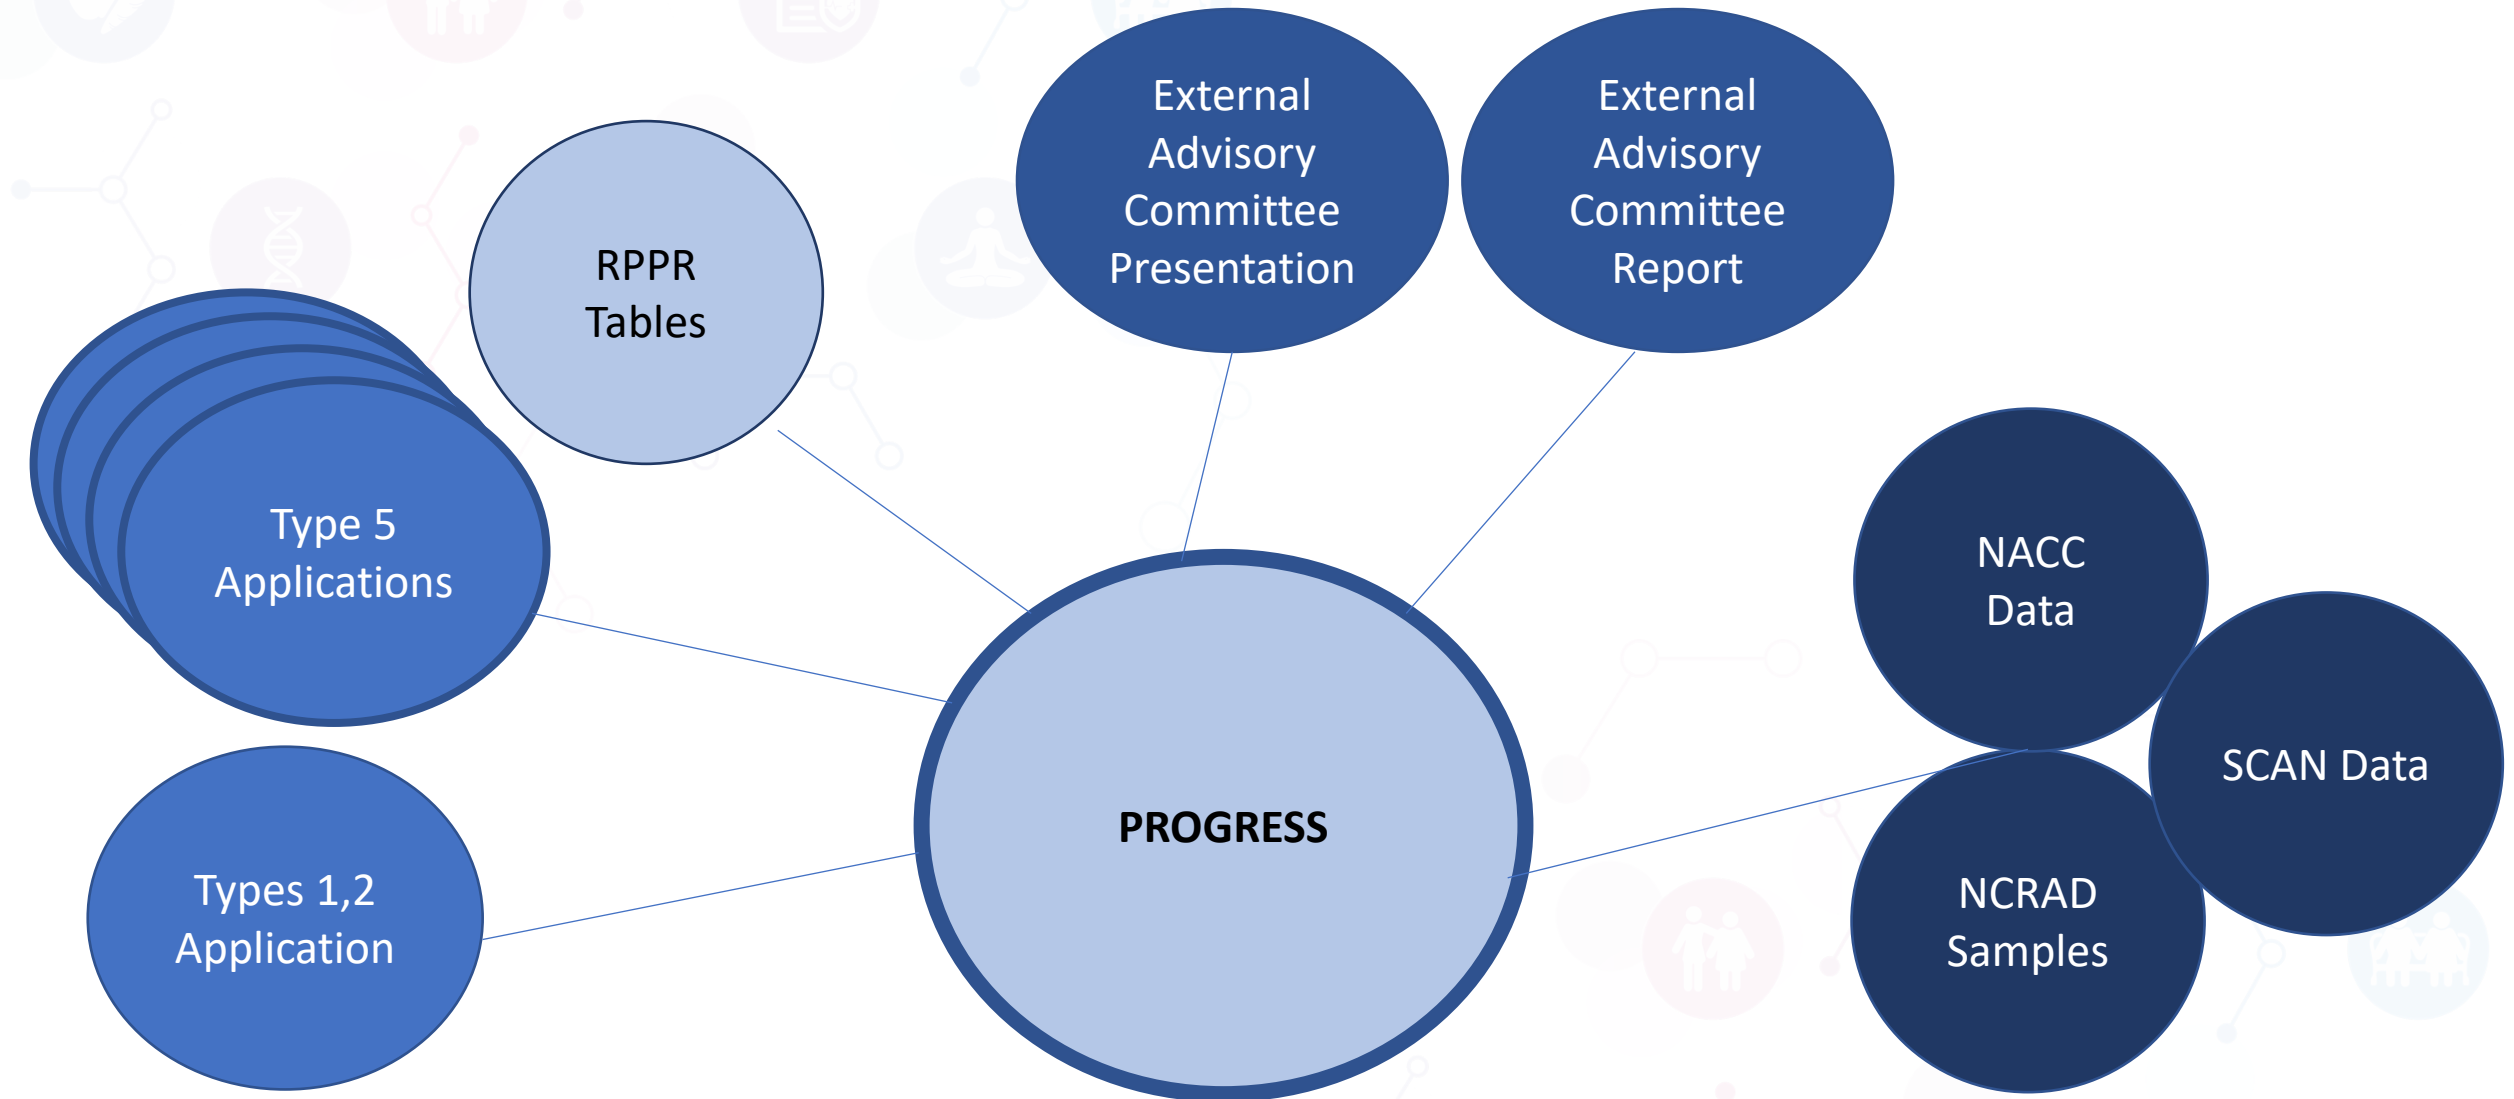 External
Advisory
Committee
Presentation
External
Advisory
Committee
Report
RPPR
Tables
Type 5
Applications
NACC
Data
SCAN Data
PROGRESS
Types 1,2
Application
NCRAD
Samples